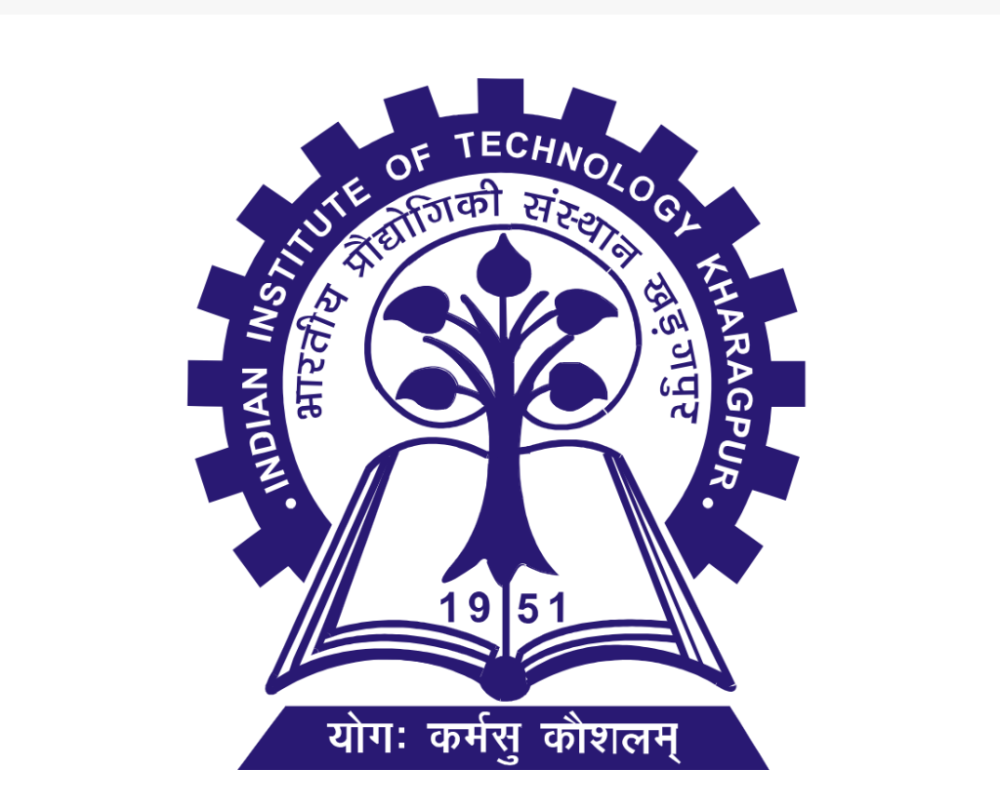 INDIAN INSTITUTE OF TECHNOLOGY KHARAGPUR
भारतीय प्रौद्योगिकी संस्थान खड़गपुर
1951
योगः कर्मसु कौशलम्